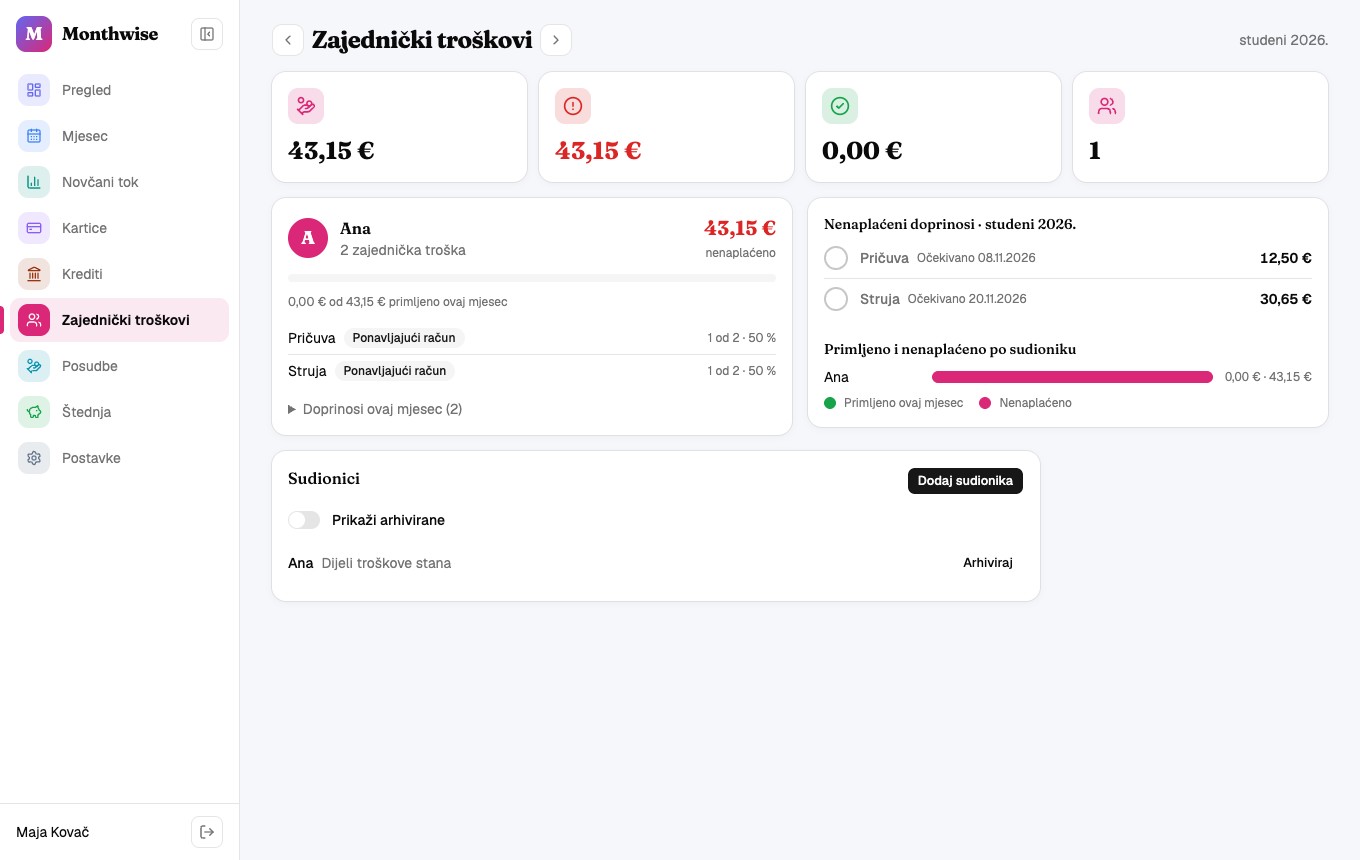 M Monthwise
Pregled
Mjesec
Novčani tok
Kartice
Krediti
Zajednički troškovi
Posudbe
Štednja
Postavke
Maja Kovač
Zajednički troškovi
studeni 2026.
43,15 €
43,15 €
0,00 €
1
A
Ana
2 zajednička troška
43,15 €
nenaplaćeno
0,00 € od 43,15 € primljeno ovaj mjesec
Pričuva Ponavljajući račun 1 od 2 · 50 %
Struja Ponavljajući račun 1 od 2 · 50 %
Doprinosi ovaj mjesec (2)
Nenaplaćeni doprinosi · studeni 2026.
Pričuva Očekivano 08.11.2026 12,50 €
Struja Očekivano 20.11.2026 30,65 €
Primljeno i nenaplaćeno po sudioniku
Ana 0,00 € · 43,15 €
Primljeno ovaj mjesec Nenaplaćeno
Sudionici
Dodaj sudionika
Prikaži arhivirane
Ana Dijeli troškove stana Arhiviraj